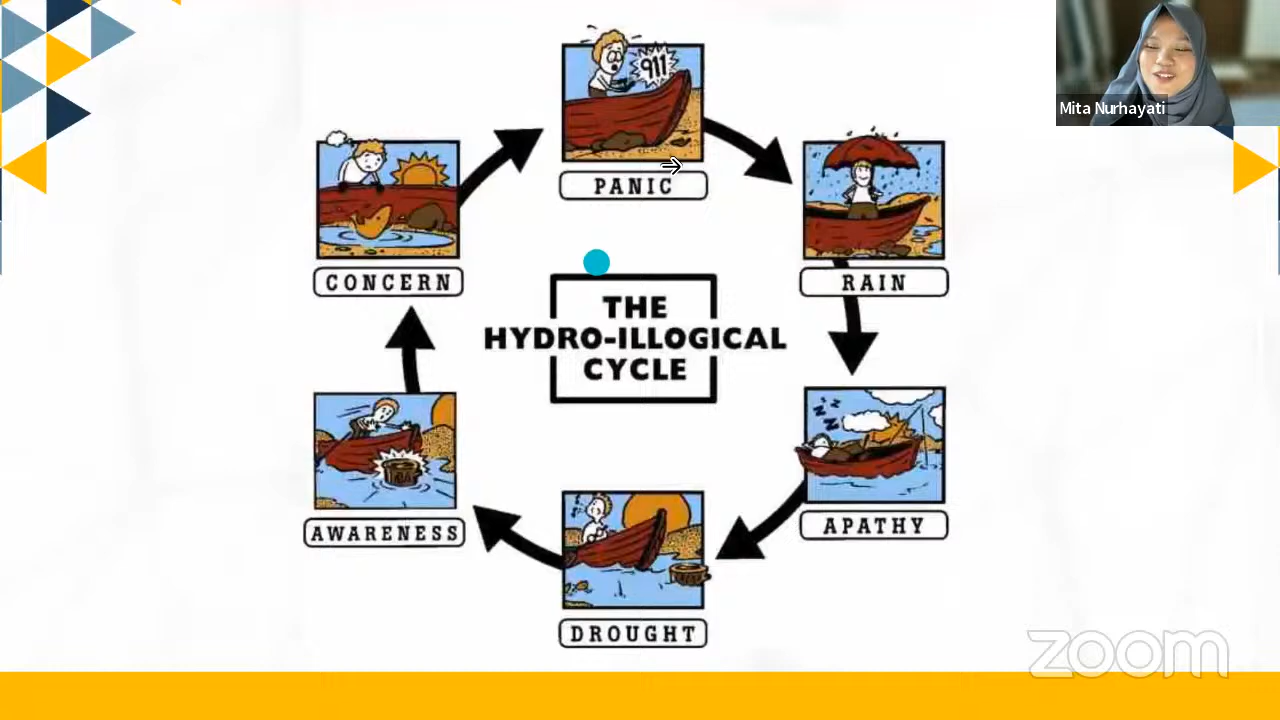 Mita Nurhayati
911
PANIC
CONCERN
RAIN
THE
HYDRO-ILLOGICAL
CYCLE
Z Z Z
AWARENESS
APATHY
DROUGHT
zoom